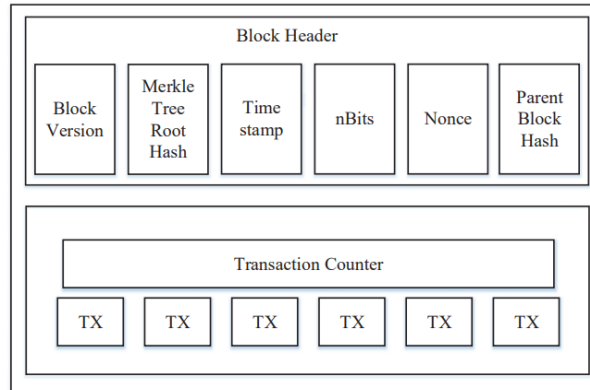 Block Header
Block
Version
Merkle
Tree
Root
Hash
Time
stamp
nBits
Nonce
Parent
Block
Hash
Transaction Counter
TX
TX
TX
TX
TX
TX